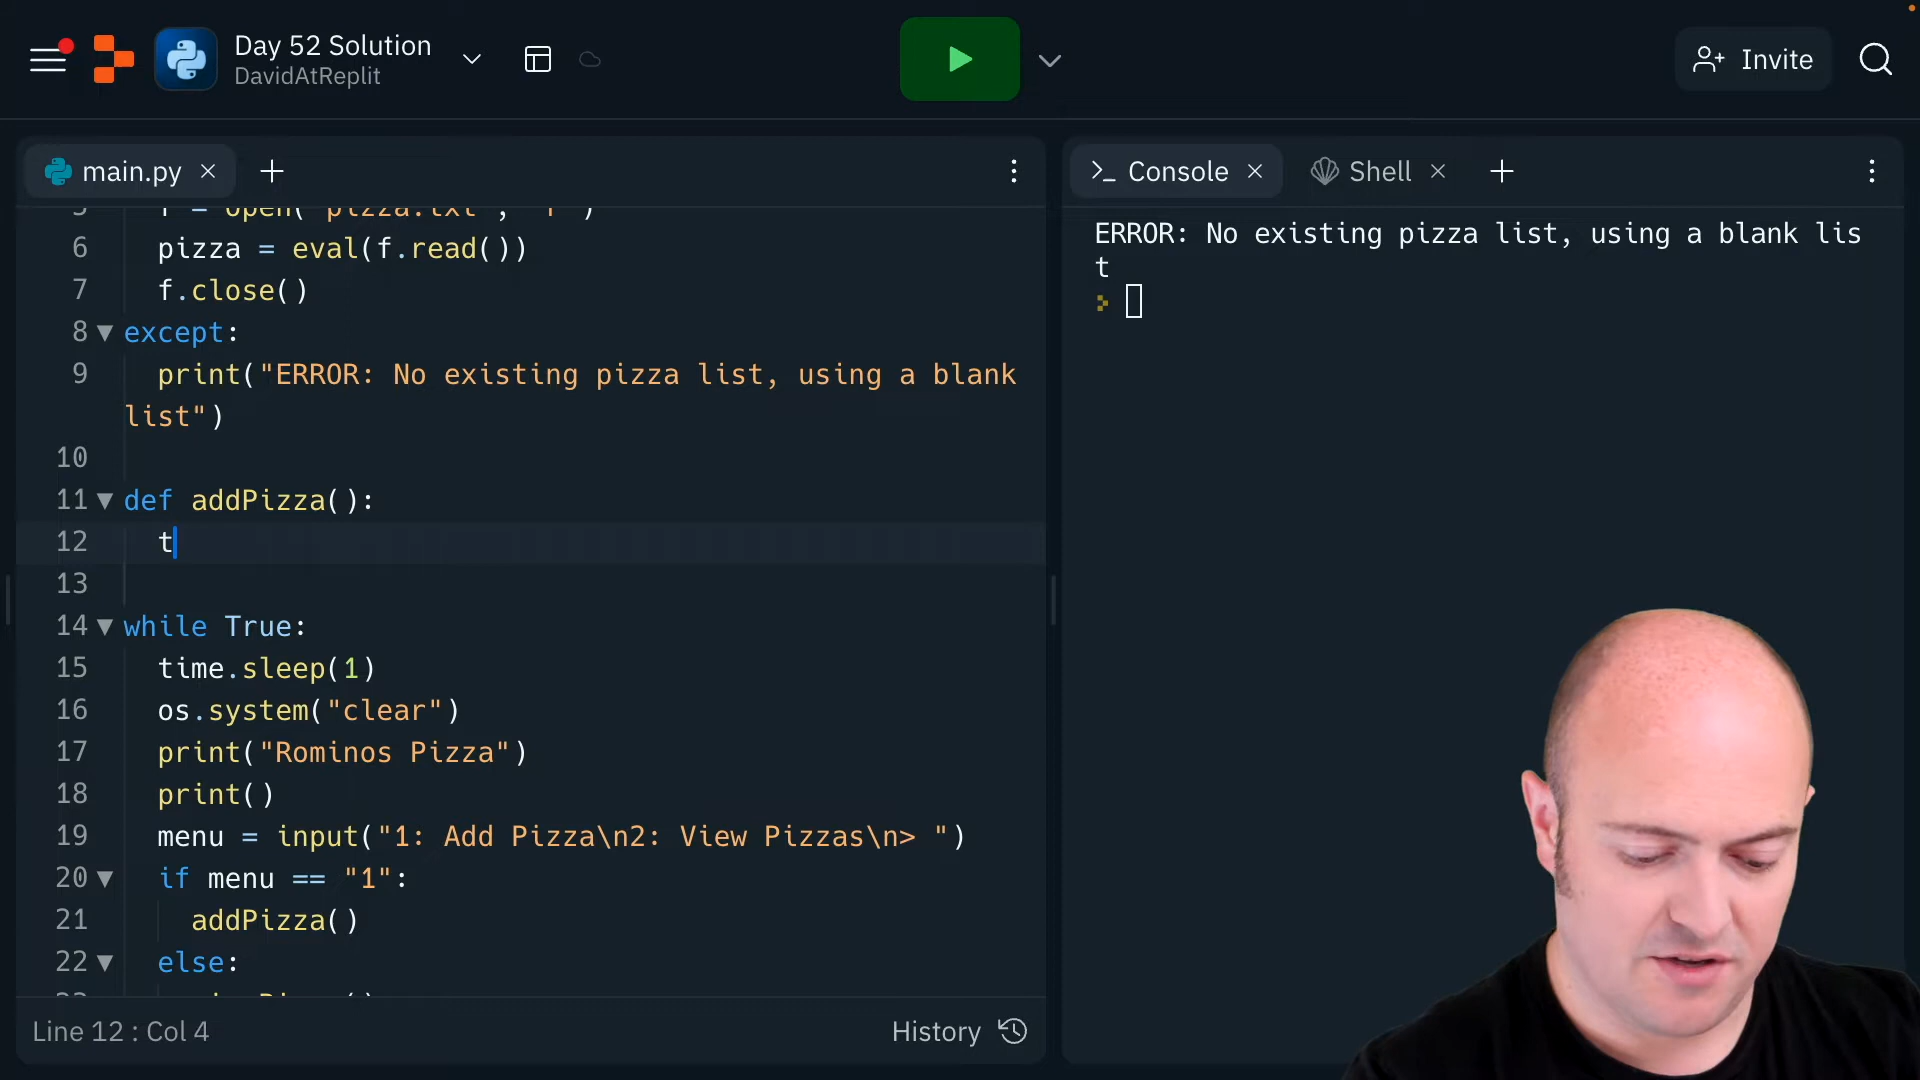 Day 52 Solution
DavidAtReplit
Invite
main.py
Console
Shell
6 pizza = eval(f.read())
7 f.close()
8 except:
9 print("ERROR: No existing pizza list, using a blank
list")
10
11 def addPizza():
12 t
13
14 while True:
15 time.sleep(1)
16 os.system("clear")
17 print("Rominos Pizza")
18 print()
19 menu = input("1: Add Pizza\n2: View Pizzas\n> ")
20 if menu == "1":
21 addPizza()
22 else:
Line 12 : Col 4
History
ERROR: No existing pizza list, using a blank lis
t